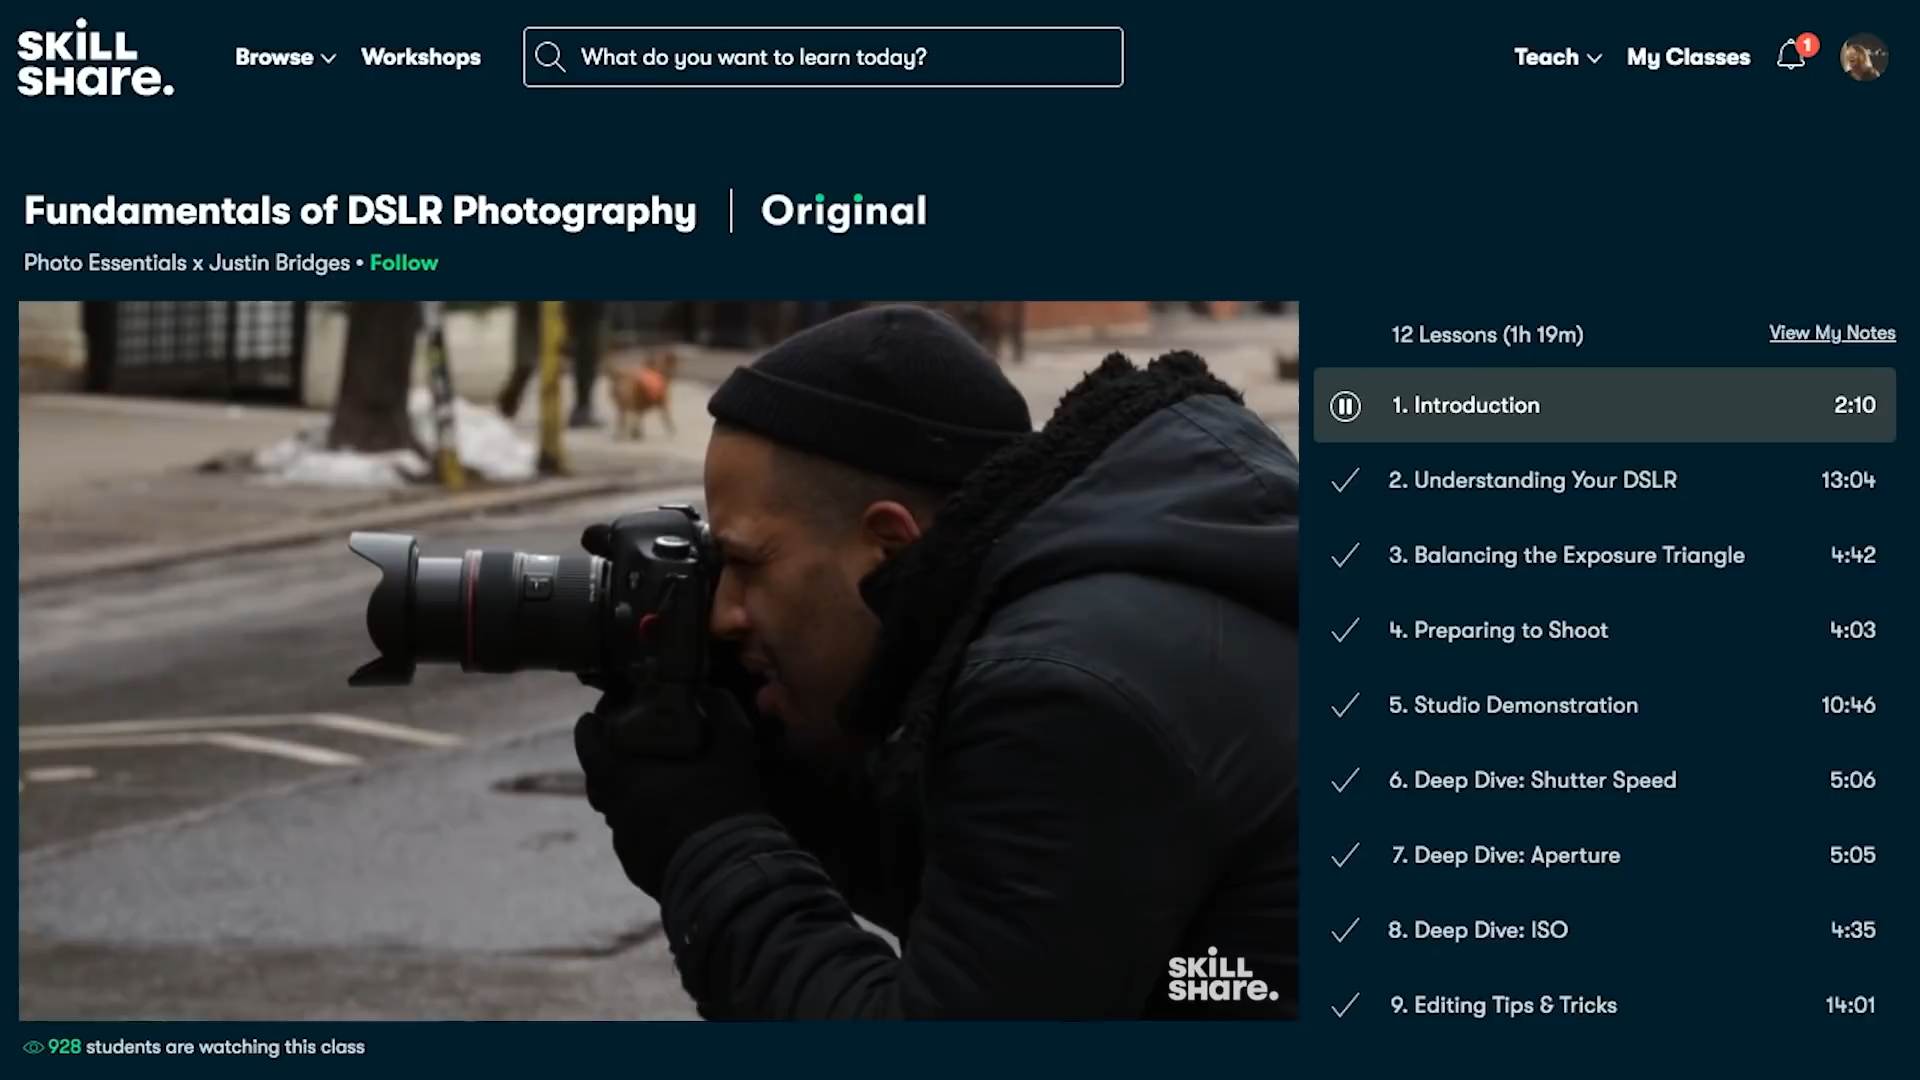 SKILL
SHare.
Browse
Workshops
What do you want to learn today?
Teach
My Classes
1
Fundamentals of DSLR Photography
Original
Photo Essentials x Justin Bridges • Follow
12 Lessons (1h 19m)
View My Notes
1. Introduction 2:10
2. Understanding Your DSLR 13:04
3. Balancing the Exposure Triangle 4:42
4. Preparing to Shoot 4:03
5. Studio Demonstration 10:46
6. Deep Dive: Shutter Speed 5:06
7. Deep Dive: Aperture 5:05
8. Deep Dive: ISO 4:35
9. Editing Tips & Tricks 14:01
SKILL
SHare.
928 students are watching this class